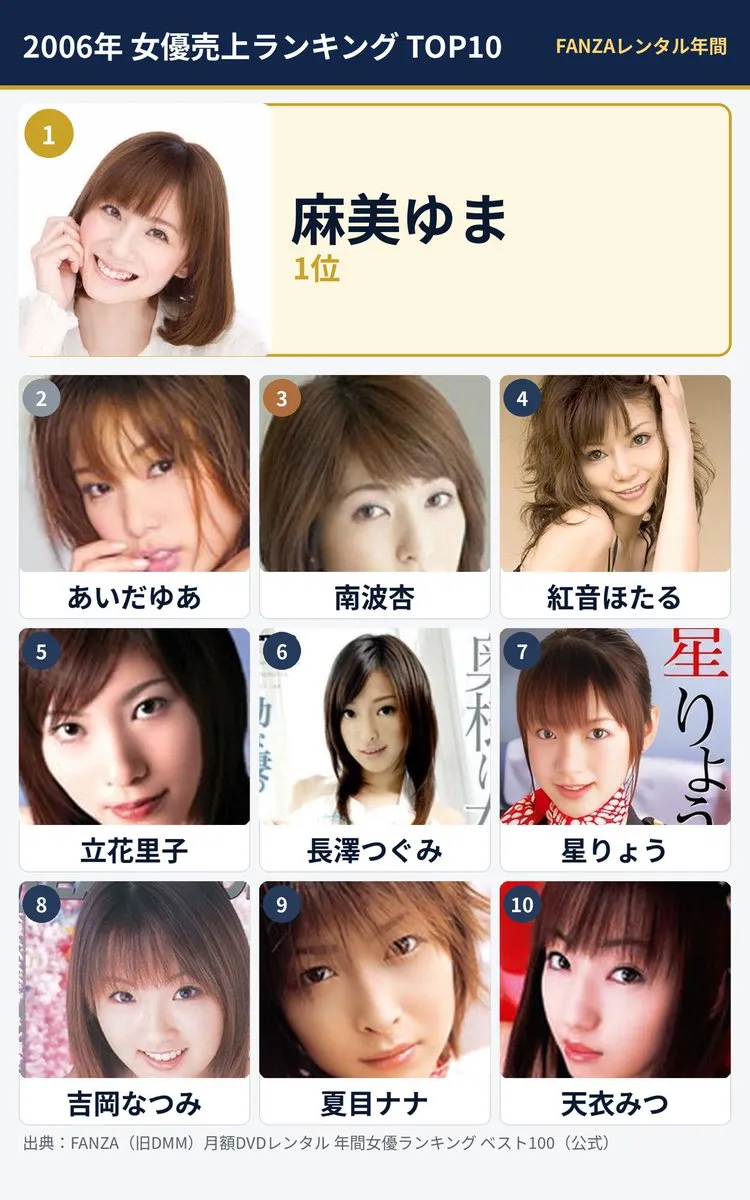 2006年 女優売上ランキング TOP10
FANZAレンタル年間
1
麻美ゆま
1位
2
あいだゆあ
3
南波杏
4
紅音ほたる
5
立花里子
6
長澤つぐみ
7
星りょう
星りょう
8
吉岡なつみ
9
夏目ナナ
10
天衣みつ
出典：FANZA（旧DMM）月額DVDレンタル 年間女優ランキング ベスト100（公式）